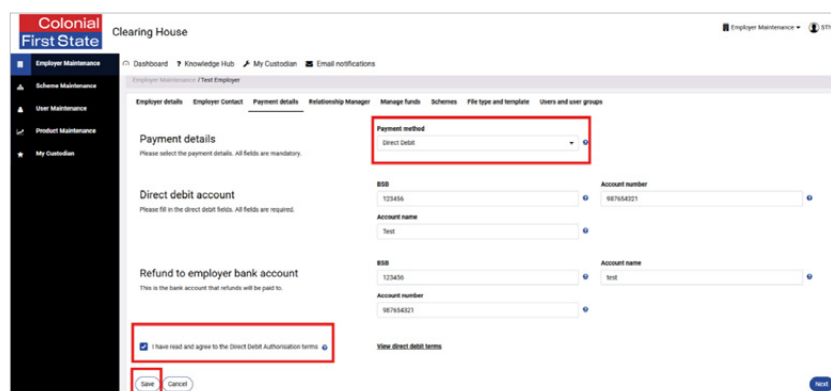 Colonial
First State
Clearing House
Employer Maintenance
Employer Maintenance
Dashboard ? Knowledge Hub My Custodian Email notifications
Scheme Maintenance
User Maintenance
Product Maintenance
My Custodian
Employer Maintenance / Test Employer
Employer details Employer Contact Payment details Relationship Manager Manage funds Schemes File type and template Users and user groups
Payment details
Please select the payment details. All fields are mandatory.
Payment method
Direct Debit
Direct debit account
Please fill in the direct debit fields. All fields are required.
BSB
123456
Account number
987654321
Account name
Test
Refund to employer bank account
This is the bank account that refunds will be paid to.
BSB
123456
Account name
test
Account number
987654321
I have read and agree to the Direct Debit Authorisation terms
View direct debit terms
Save Cancel
Next